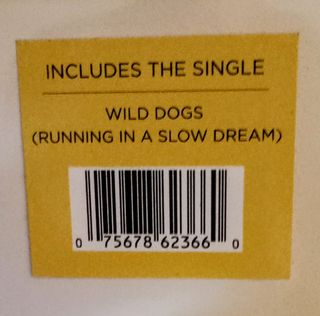 INCLUDES THE SINGLE
WILD DOGS
(RUNNING IN A SLOW DREAM)
0 75678 62366 0